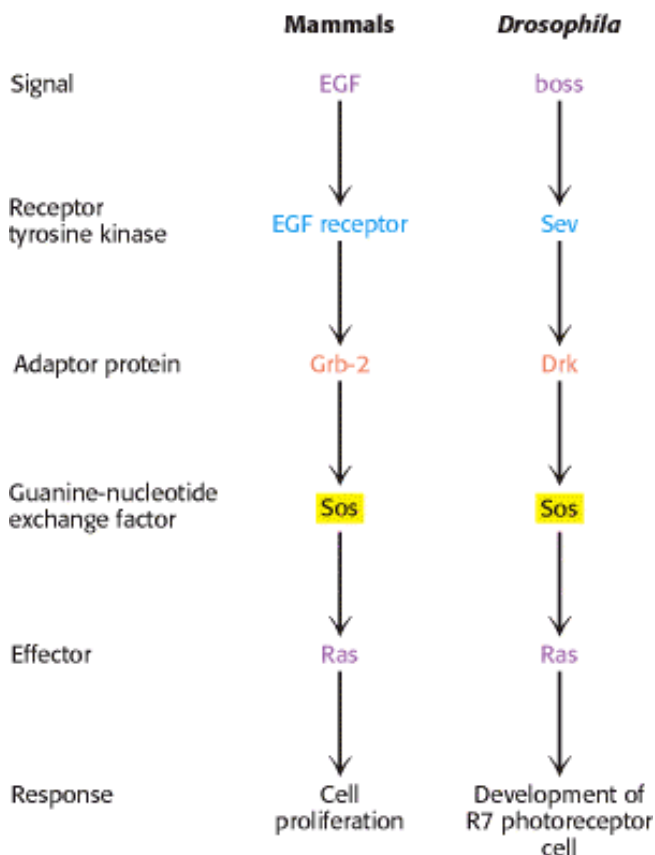 Mammals Drosophila
Signal EGF boss
Receptor
tyrosine kinase EGF receptor Sev
Adaptor protein Grb-2 Drk
Guanine-nucleotide
exchange factor Sos Sos
Effector Ras Ras
Response Cell Development of
proliferation R7 photoreceptor
cell